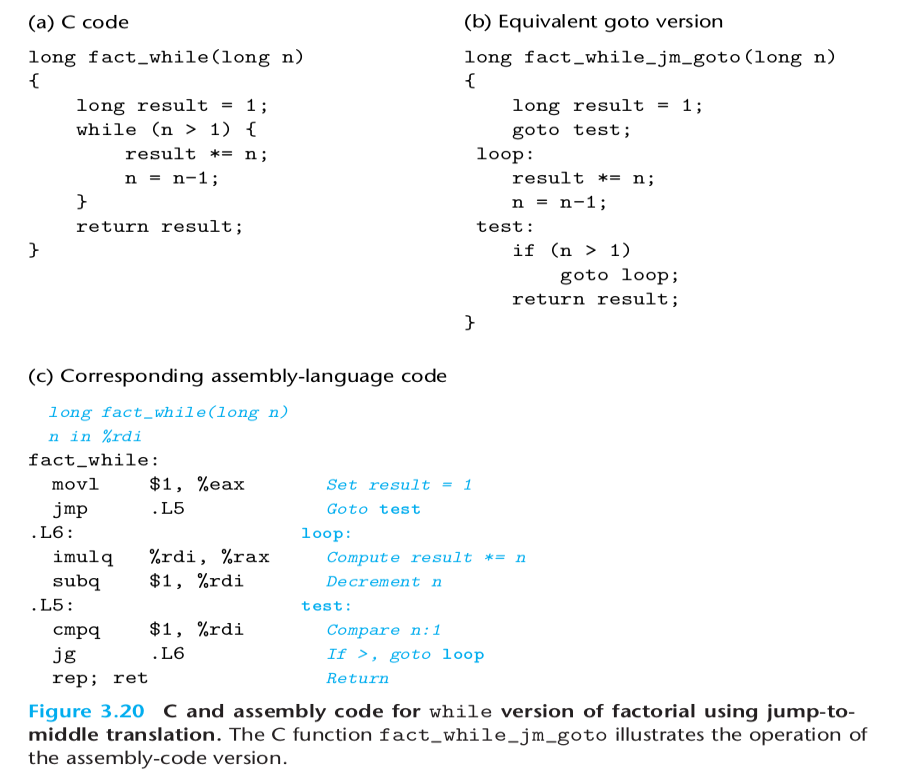 (a) C code
long fact_while(long n)
{
    long result = 1;
    while (n > 1) {
        result *= n;
        n = n-1;
    }
    return result;
}
(b) Equivalent goto version
long fact_while_jm_goto(long n)
{
    long result = 1;
    goto test;
 loop:
    result *= n;
    n = n-1;
 test:
    if (n > 1)
        goto loop;
    return result;
}
(c) Corresponding assembly-language code
  long fact_while(long n)
  n in %rdi
fact_while:
  movl    $1, %eax    Set result = 1
  jmp     .L5    Goto test
.L6:    loop:
  imulq   %rdi, %rax    Compute result *= n
  subq    $1, %rdi    Decrement n
.L5:    test:
  cmpq    $1, %rdi    Compare n:1
  jg      .L6    If >, goto loop
  rep; ret    Return
Figure 3.20 C and assembly code for while version of factorial using jump-to-
middle translation. The C function fact_while_jm_goto illustrates the operation of
the assembly-code version.